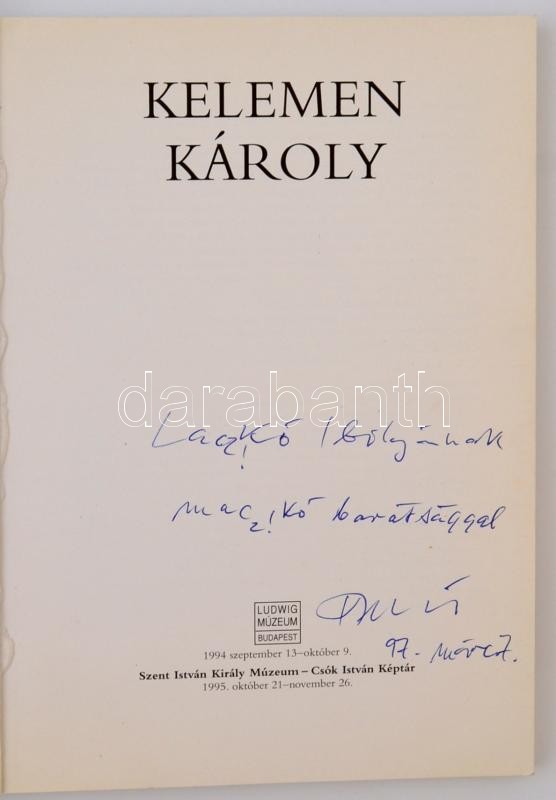 KELEMEN
KÁROLY
darabanth
Laczkó Ibolyának
maczkó barátsággal
LUDWIG
MÚZEUM
BUDAPEST
97. márc 7.
1994 szeptember 13–október 9.
Szent István Király Múzeum – Csók István Képtár
1995. október 21–november 26.